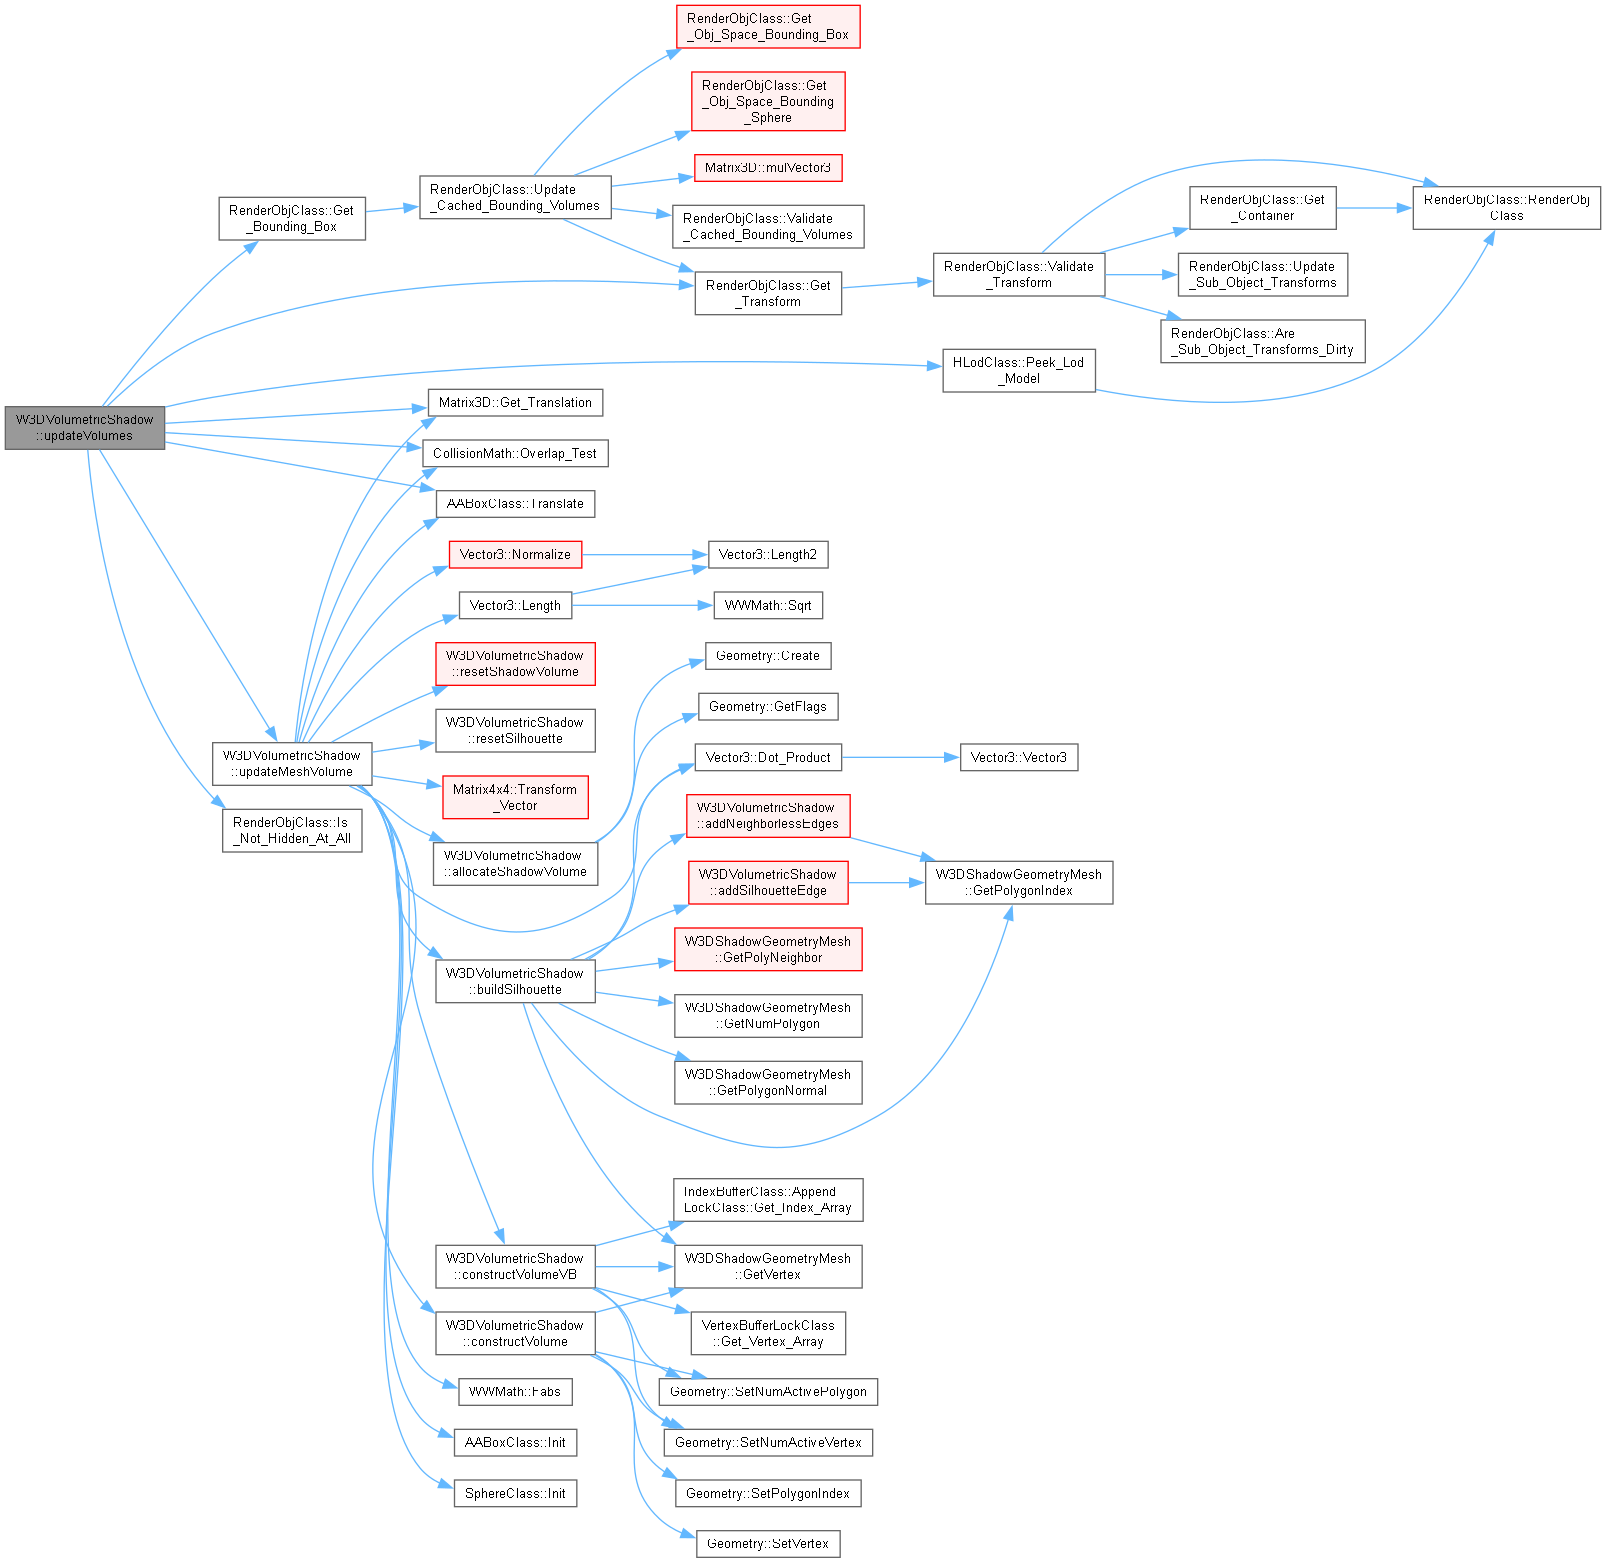 RenderObjClass::Get
_Obj_Space_Bounding_Box
RenderObjClass::Get
_Obj_Space_Bounding
_Sphere
Matrix3D::mulVector3
RenderObjClass::Update
_Cached_Bounding_Volumes
RenderObjClass::Get
_Bounding_Box
RenderObjClass::Validate
_Cached_Bounding_Volumes
RenderObjClass::Get
_Container
RenderObjClass::RenderObj
Class
RenderObjClass::Get
_Transform
RenderObjClass::Validate
_Transform
RenderObjClass::Update
_Sub_Object_Transforms
RenderObjClass::Are
_Sub_Object_Transforms_Dirty
HLodClass::Peek_Lod
_Model
W3DVolumetricShadow
::updateVolumes
Matrix3D::Get_Translation
CollisionMath::Overlap_Test
AABoxClass::Translate
Vector3::Normalize
Vector3::Length2
Vector3::Length
WWMath::Sqrt
W3DVolumetricShadow
::resetShadowVolume
Geometry::Create
W3DVolumetricShadow
::resetSilhouette
Geometry::GetFlags
W3DVolumetricShadow
::updateMeshVolume
Vector3::Dot_Product
Vector3::Vector3
Matrix4x4::Transform
_Vector
RenderObjClass::Is
_Not_Hidden_At_All
W3DVolumetricShadow
::addNeighborlessEdges
W3DVolumetricShadow
::allocateShadowVolume
W3DVolumetricShadow
::addSilhouetteEdge
W3DShadowGeometryMesh
::GetPolygonIndex
W3DShadowGeometryMesh
::GetPolyNeighbor
W3DVolumetricShadow
::buildSilhouette
W3DShadowGeometryMesh
::GetNumPolygon
W3DShadowGeometryMesh
::GetPolygonNormal
IndexBufferClass::Append
LockClass::Get_Index_Array
W3DVolumetricShadow
::constructVolumeVB
W3DShadowGeometryMesh
::GetVertex
W3DVolumetricShadow
::constructVolume
VertexBufferLockClass
::Get_Vertex_Array
WWMath::Fabs
Geometry::SetNumActivePolygon
AABoxClass::Init
Geometry::SetNumActiveVertex
SphereClass::Init
Geometry::SetPolygonIndex
Geometry::SetVertex